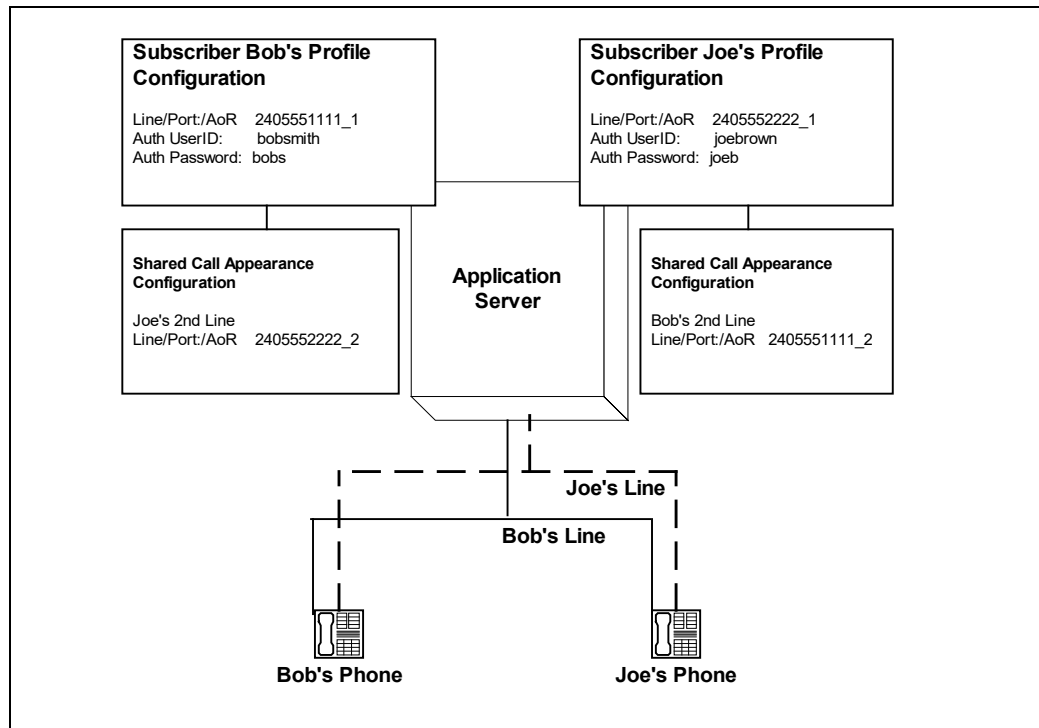 Subscriber Bob's Profile
Configuration
Line/Port:/AoR 2405551111_1
Auth UserID: bobsmith
Auth Password: bobs
Subscriber Joe's Profile
Configuration
Line/Port:/AoR 2405552222_1
Auth UserID: joebrown
Auth Password: joeb
Shared Call Appearance
Configuration
Joe's 2nd Line
Line/Port:/AoR 2405552222_2
Application
Server
Shared Call Appearance
Configuration
Bob's 2nd Line
Line/Port:/AoR 2405551111_2
Joe's Line
Bob's Line
Bob's Phone
Joe's Phone